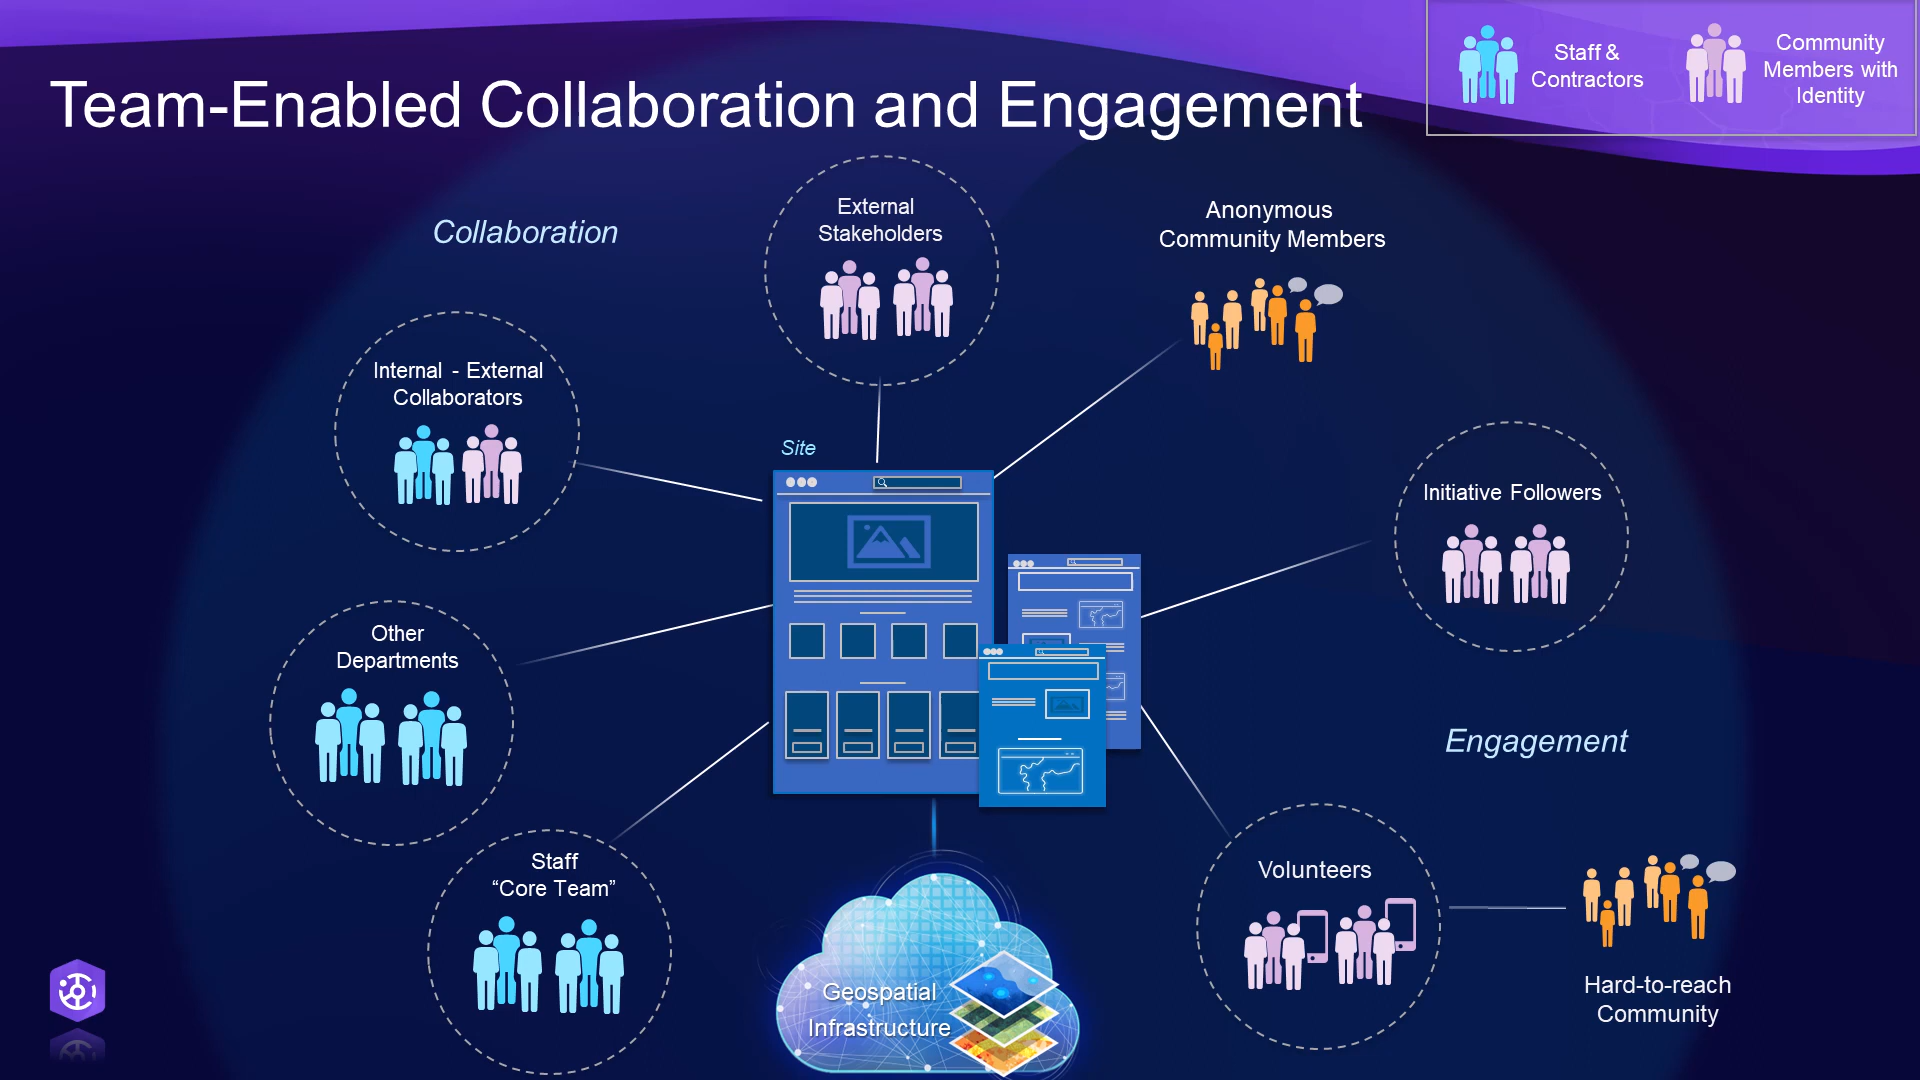 Team-Enabled Collaboration and Engagement
Staff &
Contractors
Community
Members with
Identity
Collaboration
External
Stakeholders
Anonymous
Community Members
Internal - External
Collaborators
Site
Initiative Followers
Other
Departments
Engagement
Staff
“Core Team”
Volunteers
Geospatial
Infrastructure
Hard-to-reach
Community